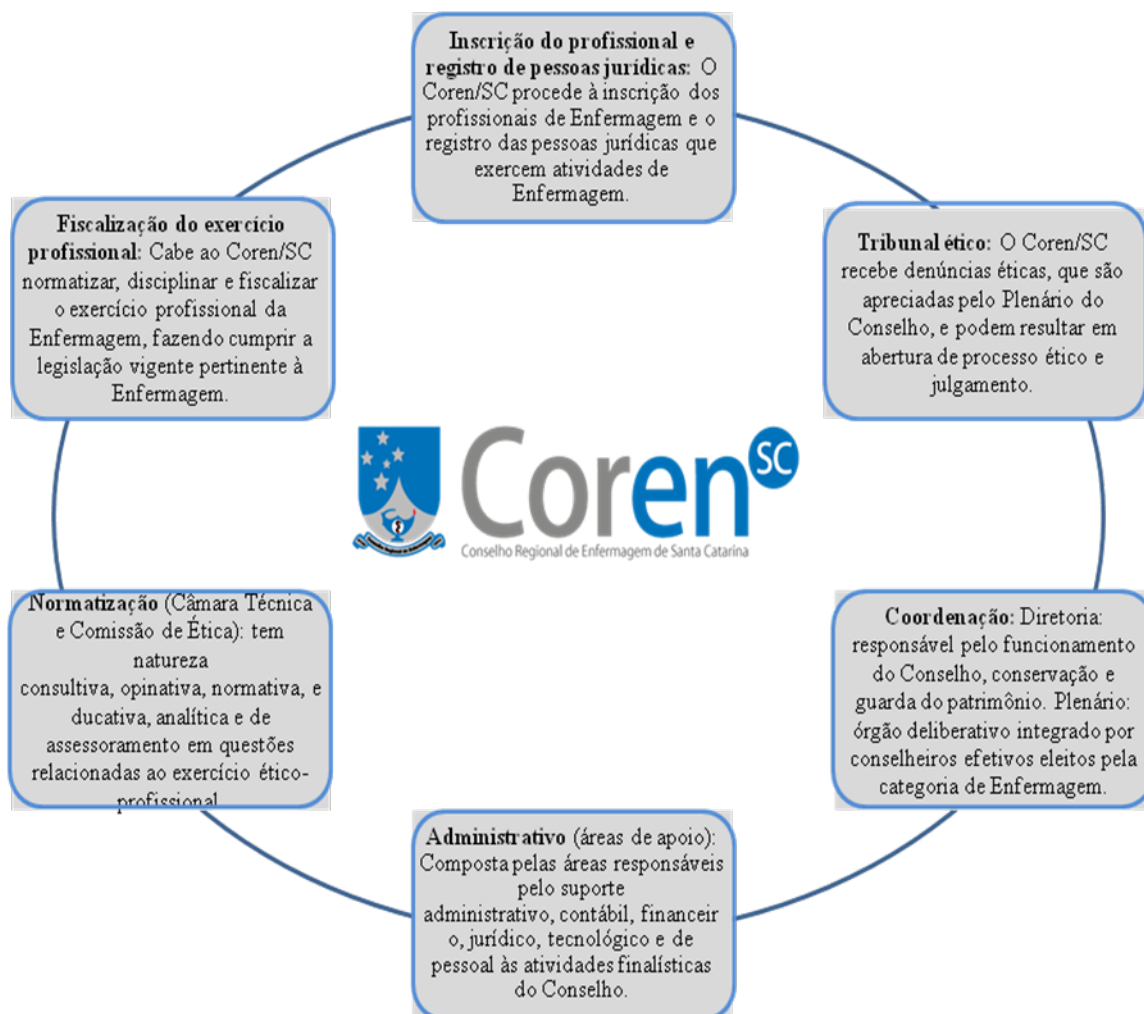 Inscrição do profissional e
registro de pessoas jurídicas: O
Coren/SC procede à inscrição dos
profissionais de Enfermagem e o
registro das pessoas jurídicas que
exercem atividades de
Enfermagem.
Tribunal ético: O Coren/SC
recebe denúncias éticas, que são
apreciadas pelo Plenário do
Conselho, e podem resultar em
abertura de processo ético e
julgamento.
Coordenação: Diretoria:
responsável pelo funcionamento
do Conselho, conservação e
guarda do patrimônio. Plenário:
órgão deliberativo integrado por
conselheiros efetivos eleitos pela
categoria de Enfermagem.
Administrativo (áreas de apoio):
Composta pelas áreas responsáveis
pelo suporte
administrativo, contábil, financeir
o, jurídico, tecnológico e de
pessoal às atividades finalísticas
do Conselho.
Normatização (Câmara Técnica
e Comissão de Ética): tem
natureza
consultiva, opinativa, normativa, e
ducativa, analítica e de
assessoramento em questões
relacionadas ao exercício ético-
profissional
Fiscalização do exercício
profissional: Cabe ao Coren/SC
normatizar, disciplinar e fiscalizar
o exercício profissional da
Enfermagem, fazendo cumprir a
legislação vigente pertinente à
Enfermagem.
Coren SC
Conselho Regional de Enfermagem de Santa Catarina